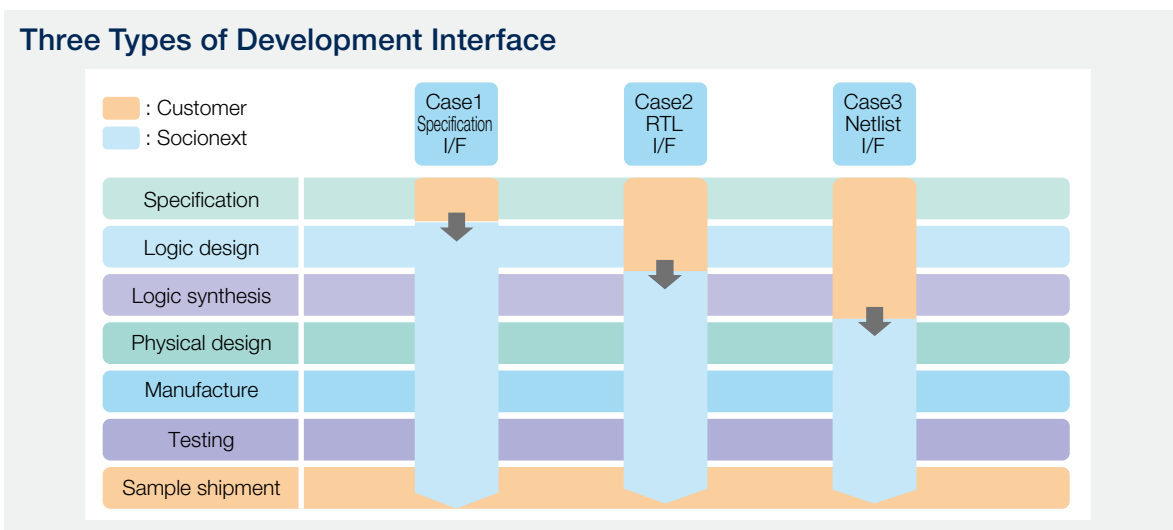 Three Types of Development Interface
: Customer
: Socionext
Case1
Specification
I/F
Case2
RTL
I/F
Case3
Netlist
I/F
Specification
Logic design
Logic synthesis
Physical design
Manufacture
Testing
Sample shipment